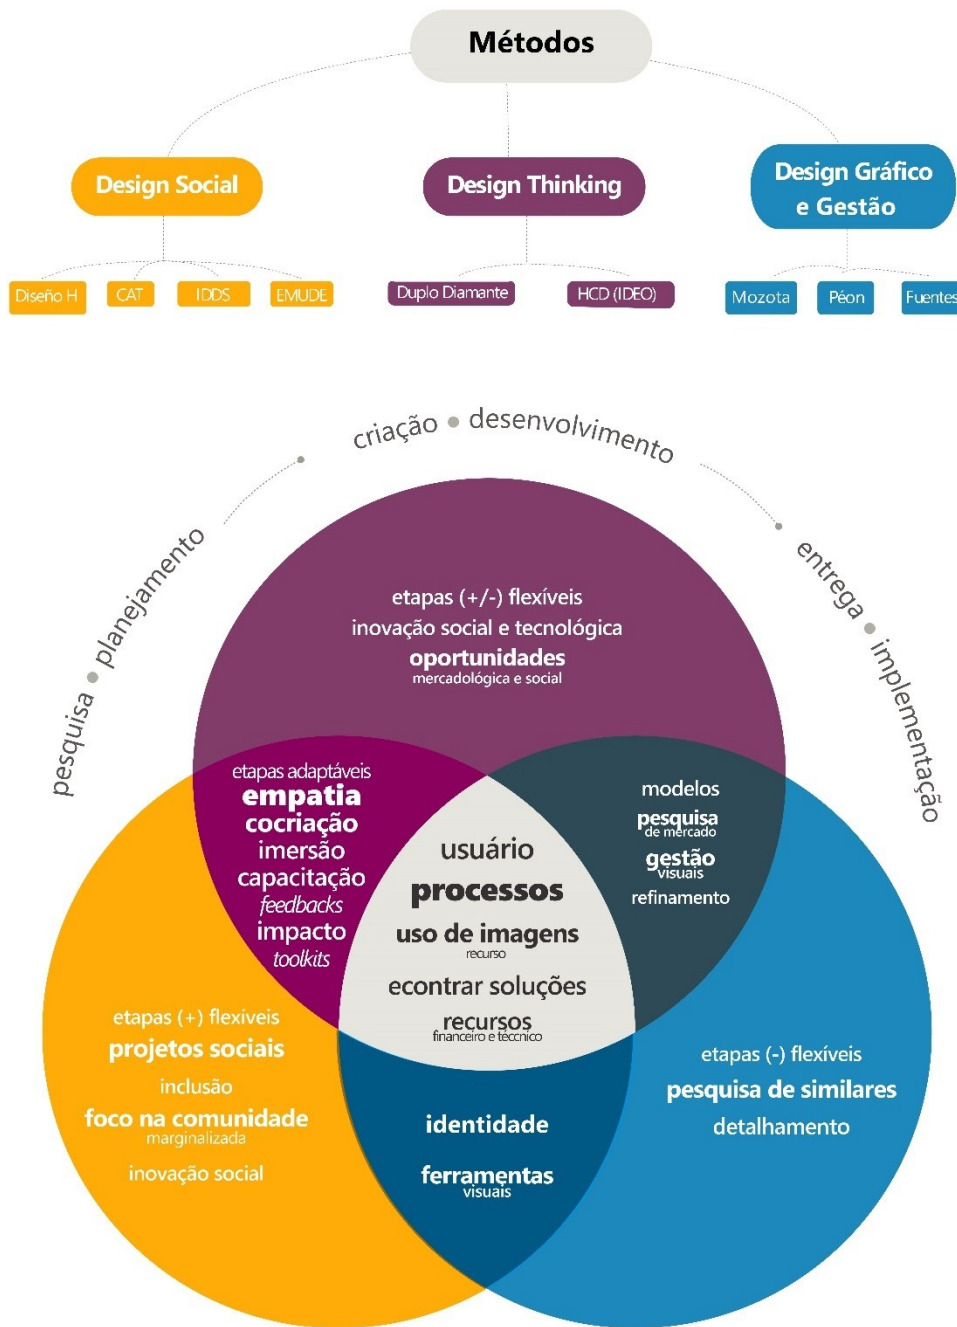 Métodos
Design Social
Design Thinking
Design Gráfico
e Gestão
Diseño H
CAT
IDDS
EMUDE
Duplo Diamante
HCD (IDEO)
Mozota
Péon
Fuentes
pesquisa • planejamento
criação • desenvolvimento
entrega • implementação
etapas (+/-) flexíveis
inovação social e tecnológica
oportunidades
mercadológica e social
etapas adaptáveis
empatia
cocriação
imersão
capacitação
feedbacks
impacto
toolkits
modelos
pesquisa
de mercado
gestão
visuais
refinamento
usuário
processos
uso de imagens
recurso
econtrar soluções
recursos
financeiro e téccnico
etapas (+) flexíveis
projetos sociais
inclusão
foco na comunidade
marginalizada
inovação social
identidade
ferramentas
visuais
etapas (-) flexíveis
pesquisa de similares
detalhamento